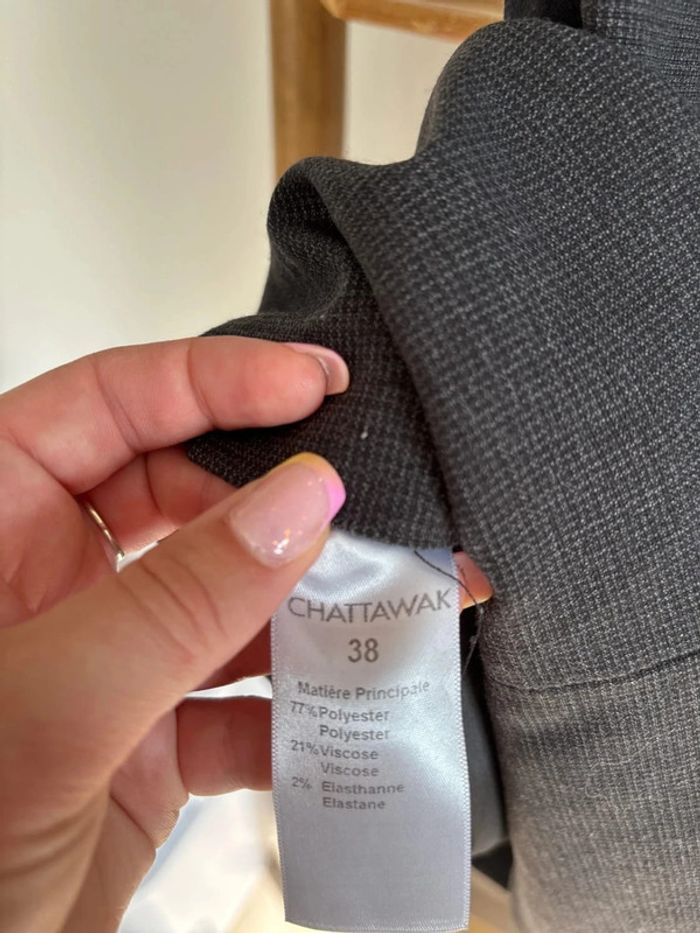 CHATTAWAK
38
Matière Principale
77%Polyester
Polyester
21%Viscose
Viscose
2% Elasthanne
Elastane